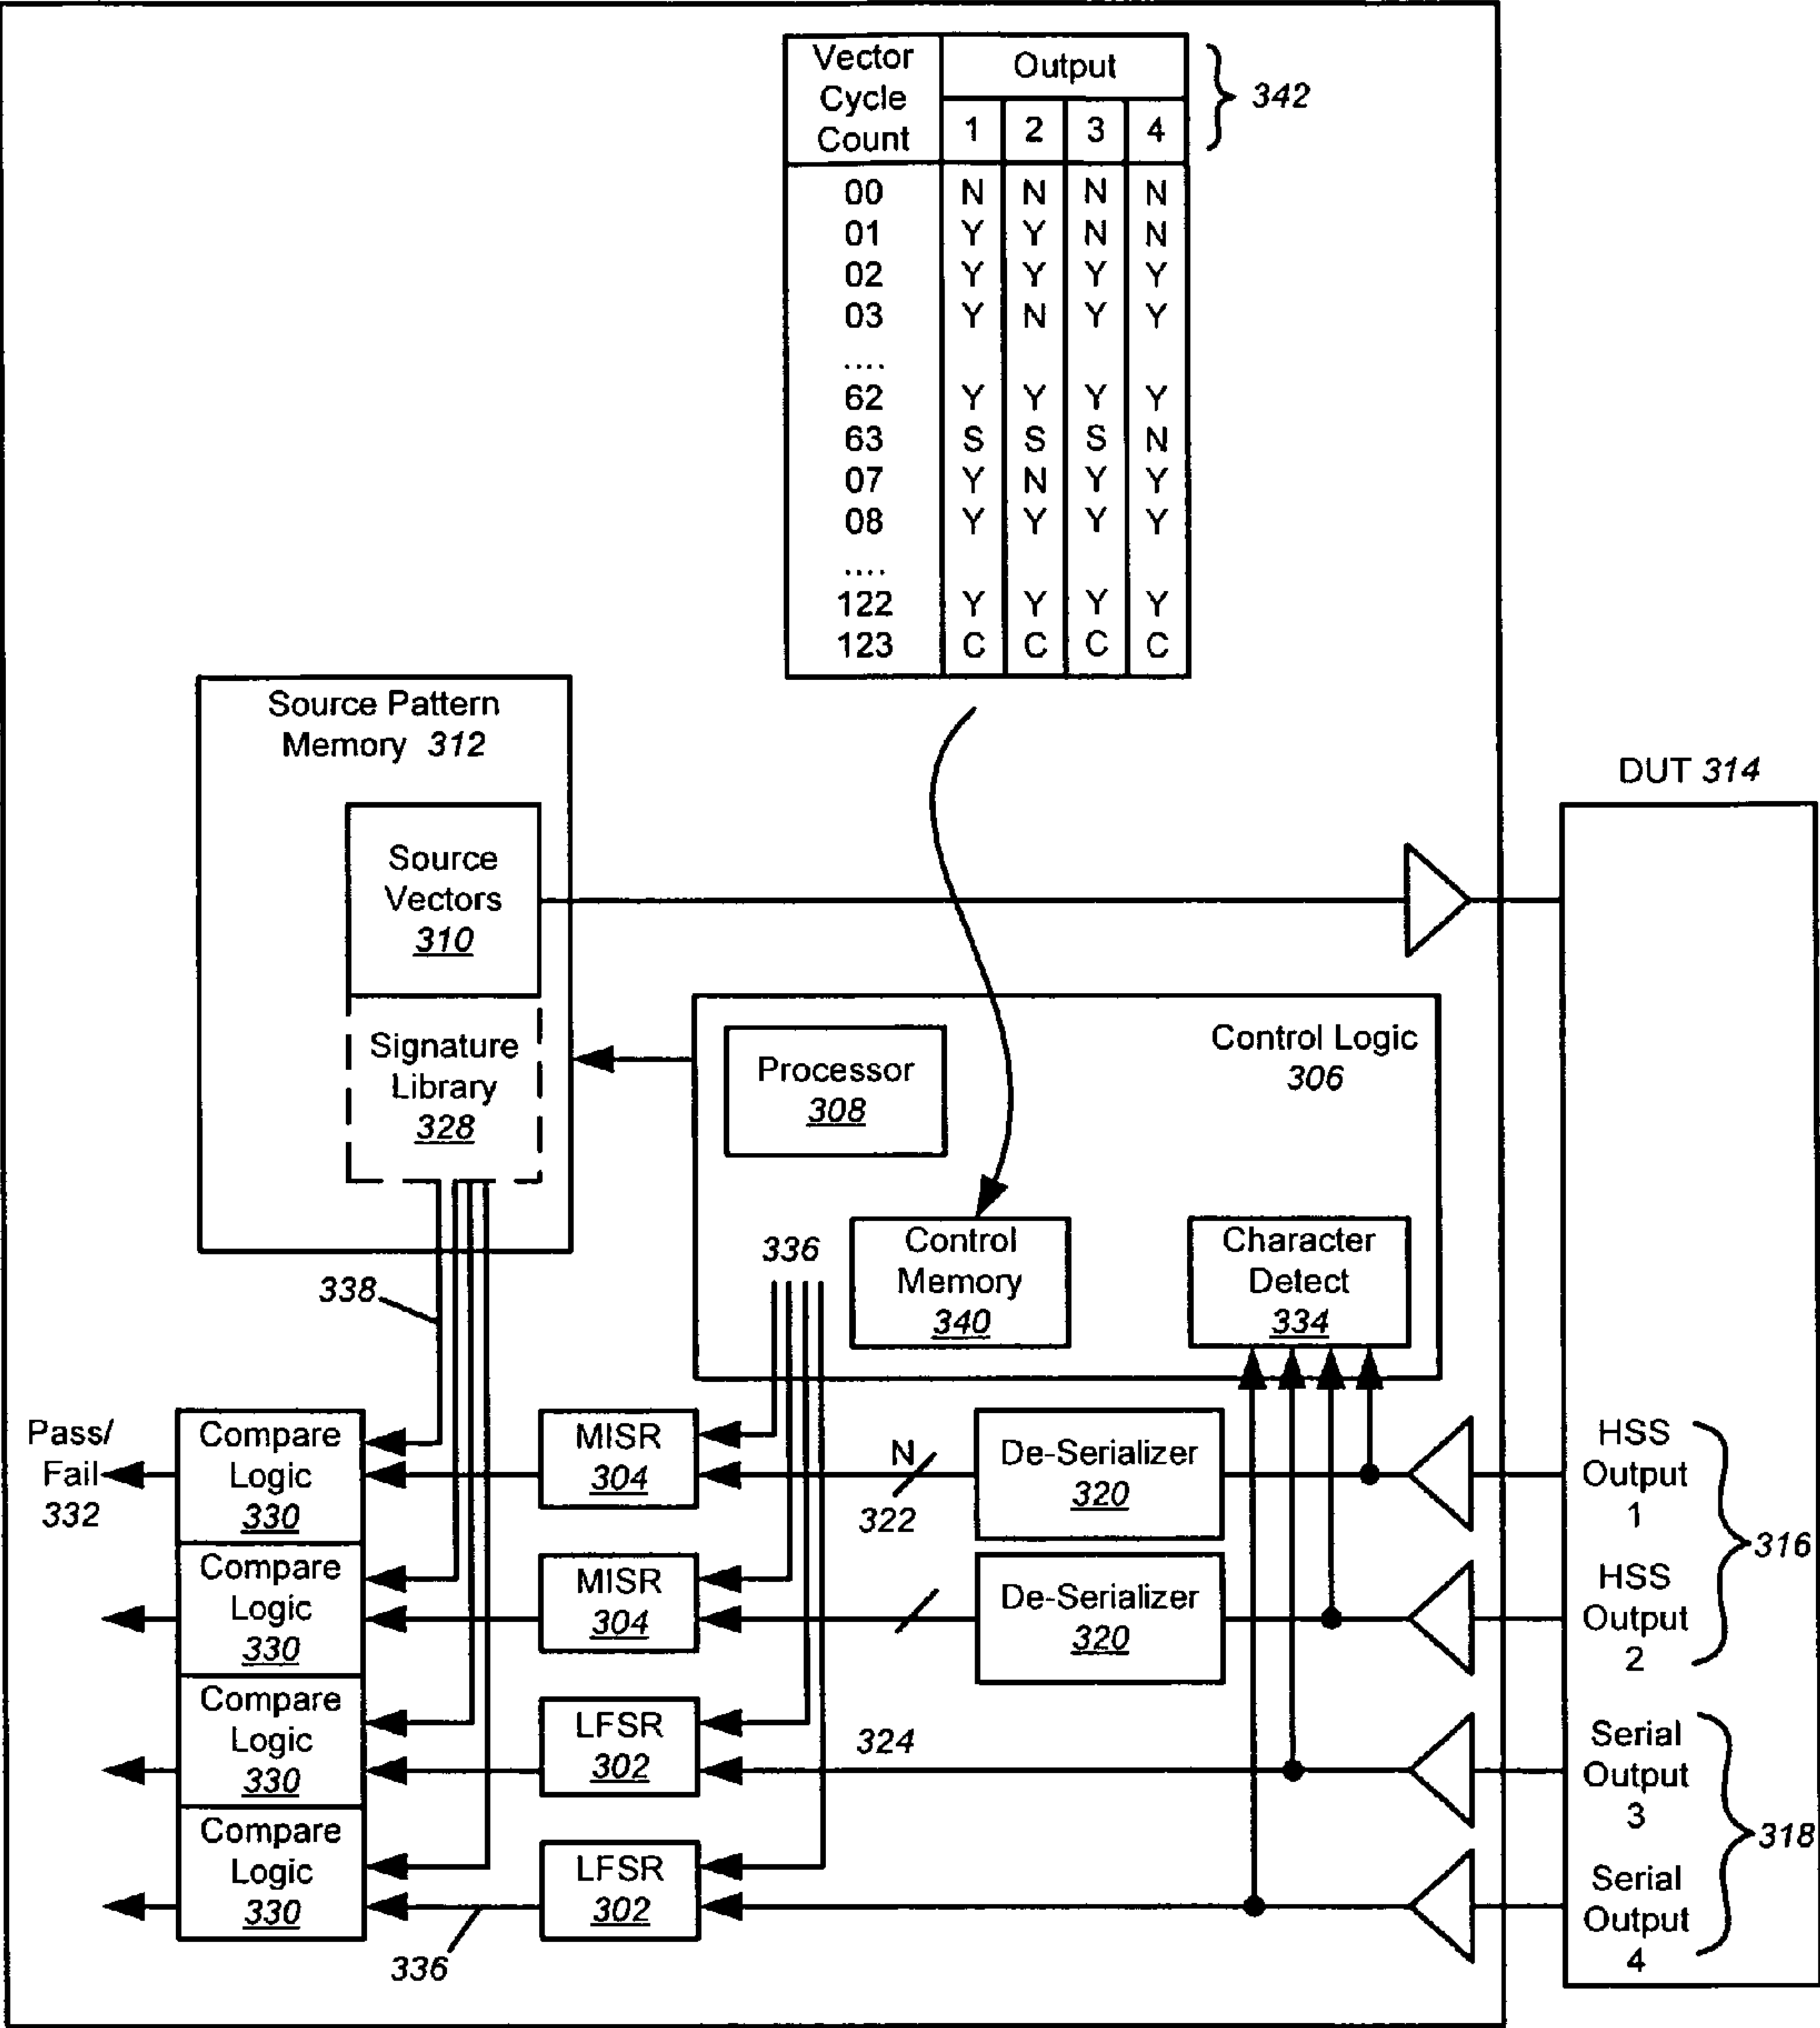 Vector Cycle Count
Output
1 2 3 4
342
00 N N N N
01 Y Y N N
02 Y Y Y Y
03 Y N Y Y
....
62 Y Y Y Y
63 S S S N
07 Y N Y Y
08 Y Y Y Y
....
122 Y Y Y Y
123 C C C C
Source Pattern
Memory 312
Source
Vectors
310
Signature
Library
328
DUT 314
Control Logic
306
Processor
308
Control
Memory
340
Character
Detect
334
336
338
Pass/
Fail
332
Compare
Logic
330
MISR
304
N
322
De-Serializer
320
HSS
Output
1
316
Compare
Logic
330
MISR
304
De-Serializer
320
HSS
Output
2
Compare
Logic
330
LFSR
302
324
Serial
Output
3
318
Compare
Logic
330
LFSR
302
336
Serial
Output
4